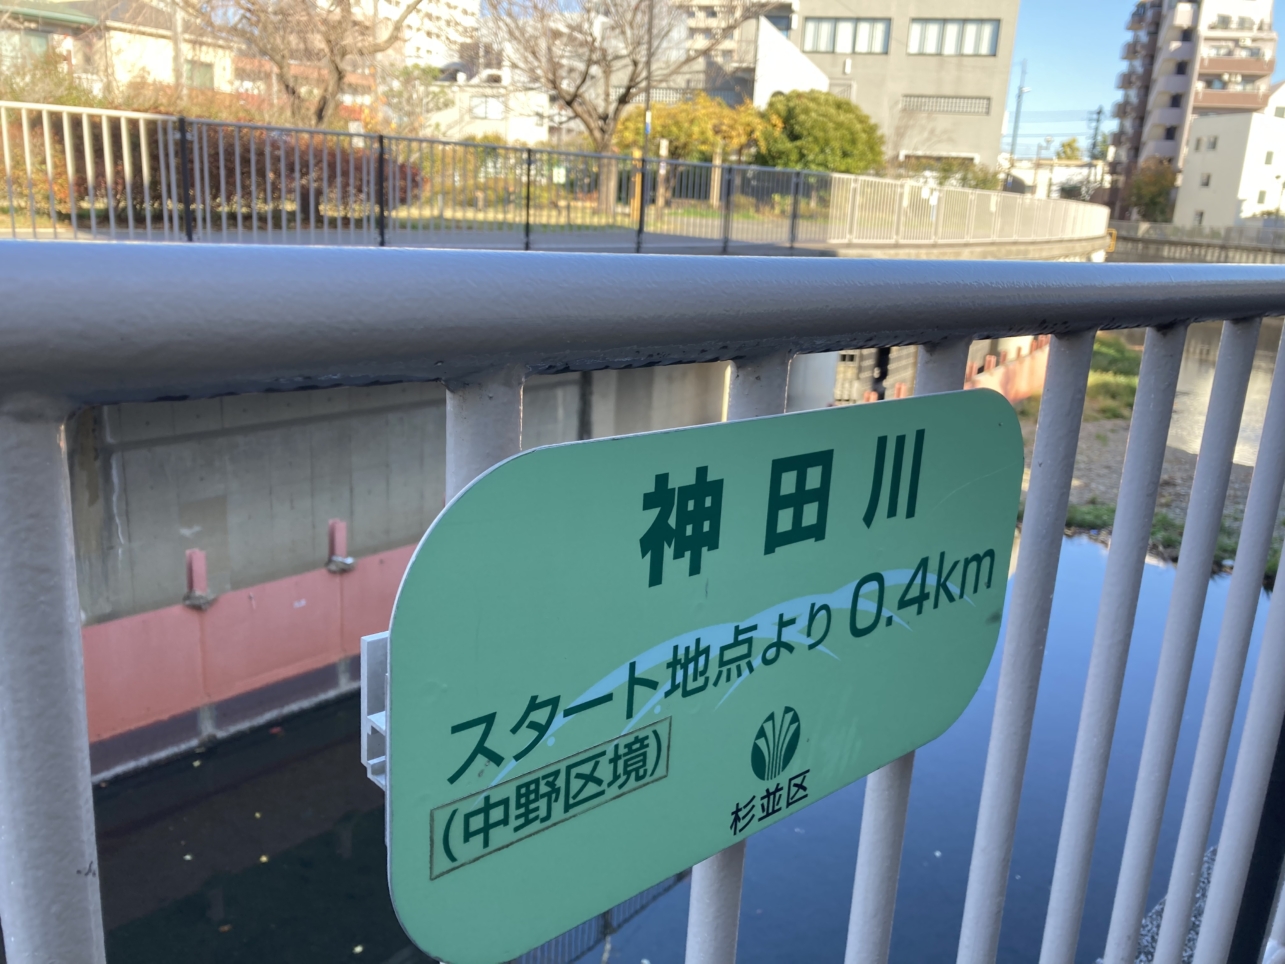 神田川
スタート地点より0.4km
(中野区境)
杉並区